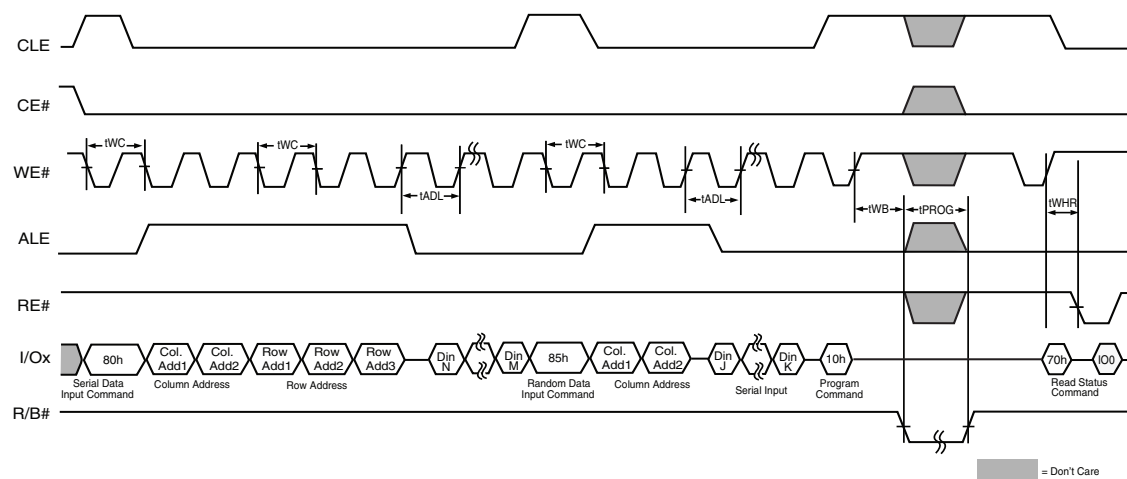 CLE
CE#
WE#
tWC
tWC
tADL
tWC
tADL
tWB
tPROG
tWHR
ALE
RE#
I/Ox
80h
Col. Add1
Col. Add2
Row Add1
Row Add2
Row Add3
Din N
Din M
85h
Col. Add1
Col. Add2
Din J
Din K
10h
70h
IO0
Serial Data
Input Command
Column Address
Row Address
Random Data
Input Command
Column Address
Serial Input
Program
Command
Read Status
Command
R/B#
= Don't Care